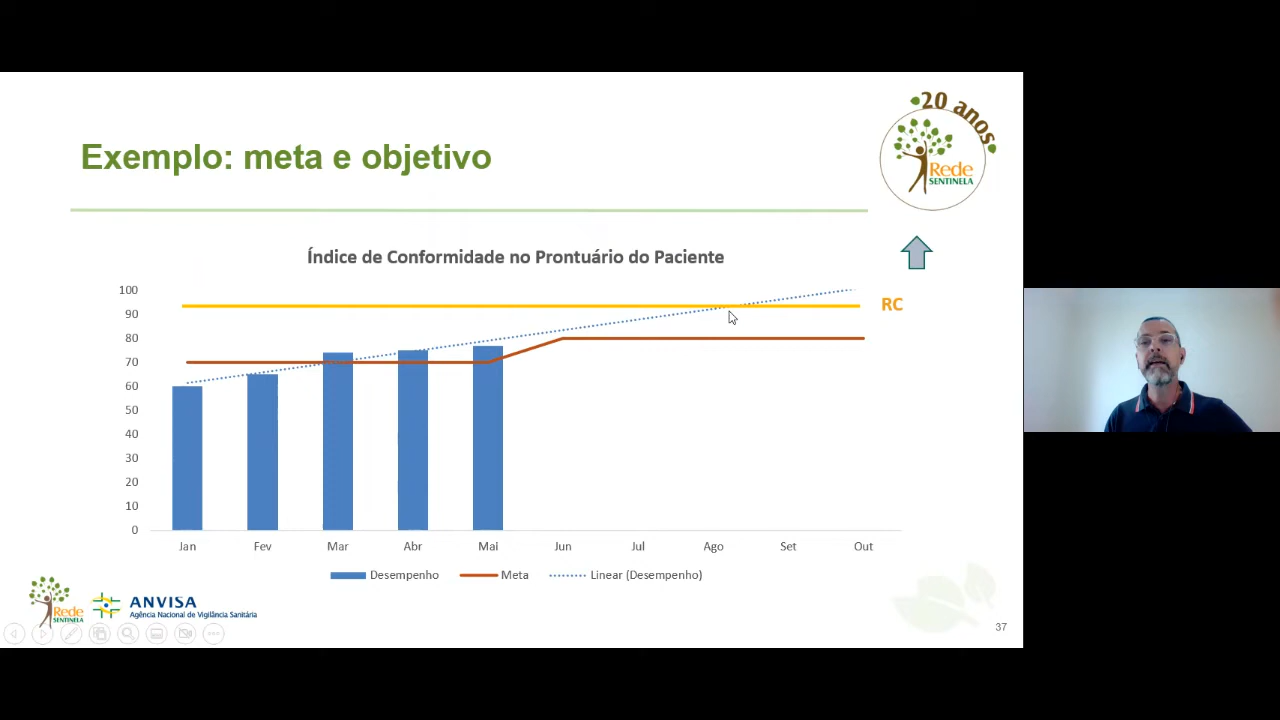 20 anos
Rede
SENTINELA
Exemplo: meta e objetivo
Índice de Conformidade no Prontuário do Paciente
RC
100
90
80
70
60
50
40
30
20
10
0
Jan Fev Mar Abr Mai Jun Jul Ago Set Out
Desempenho Meta Linear (Desempenho)
Rede
SENTINELA
ANVISA
Agência Nacional de Vigilância Sanitária
37